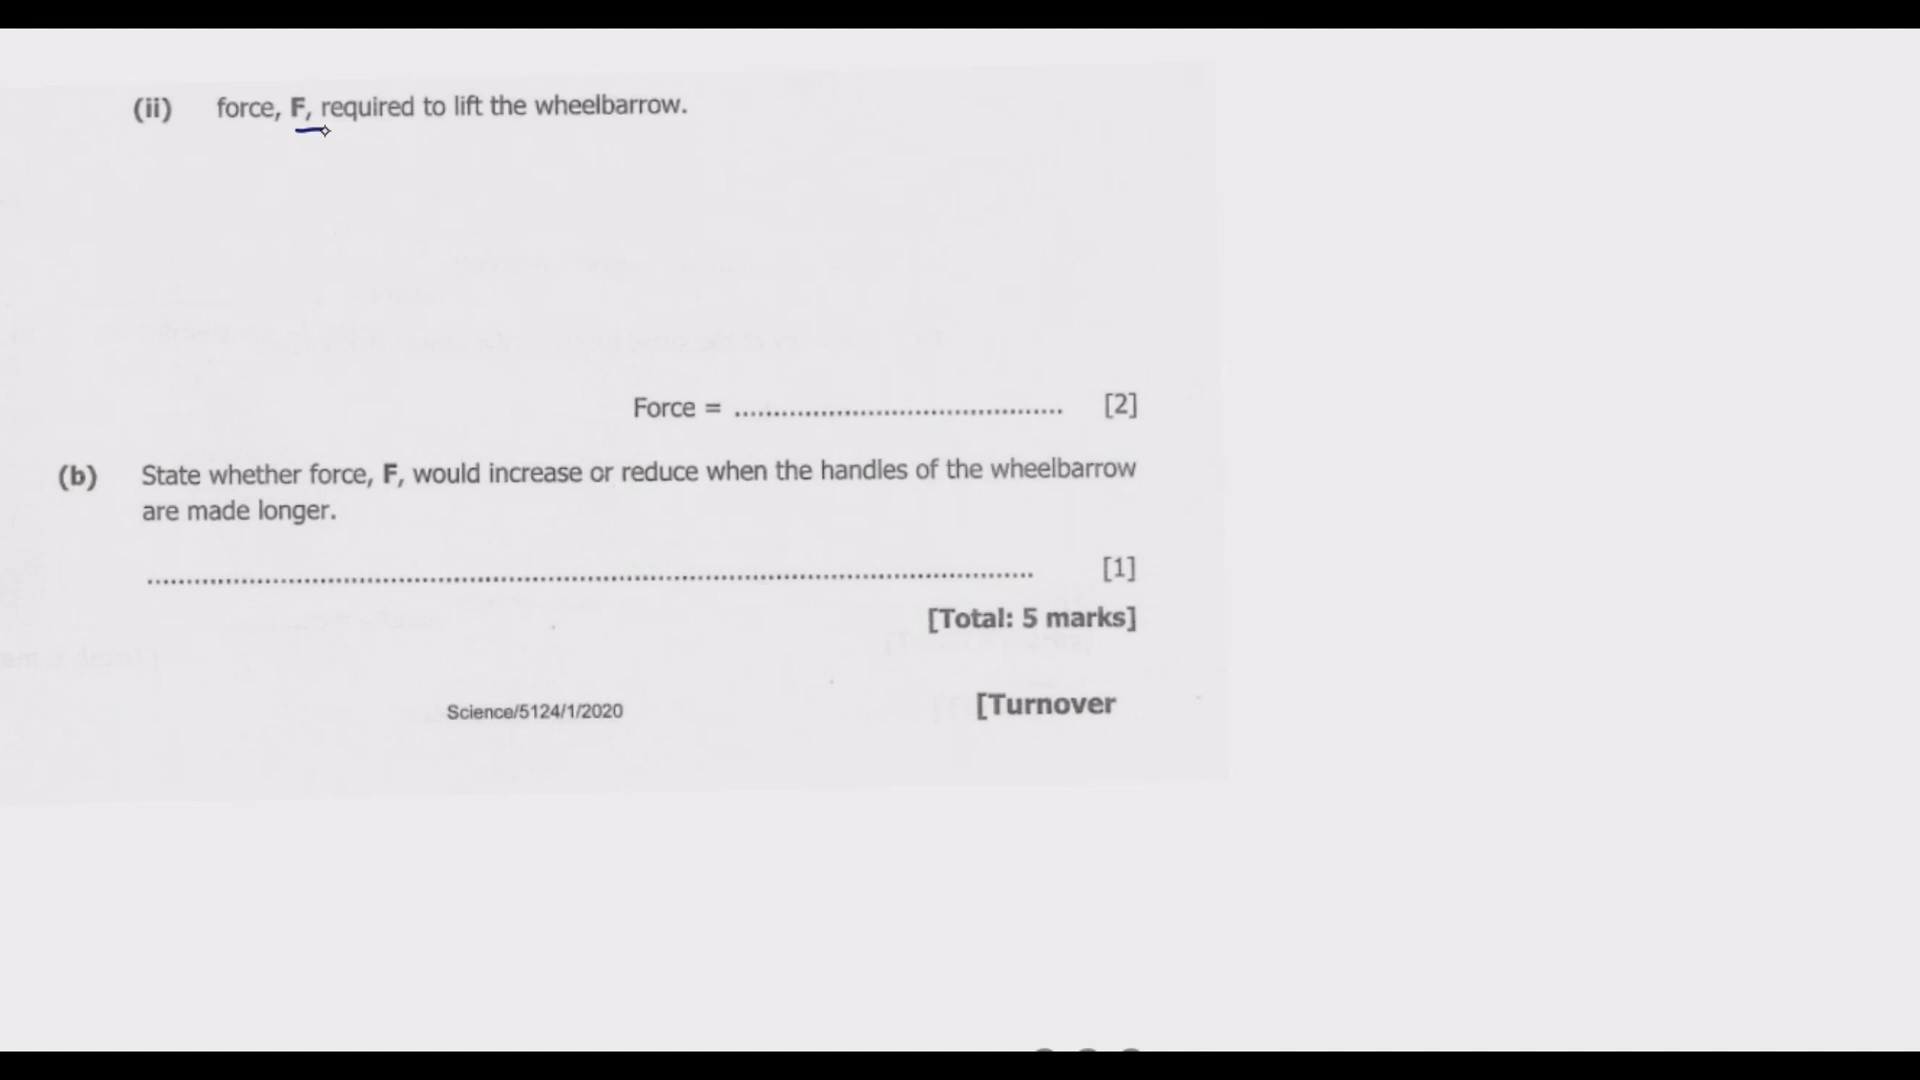 (ii) force, F, required to lift the wheelbarrow.
Force = .......................................... [2]
(b) State whether force, F, would increase or reduce when the handles of the wheelbarrow
are made longer.
.................................................................................................................. [1]
[Total: 5 marks]
Science/5124/1/2020
[Turnover